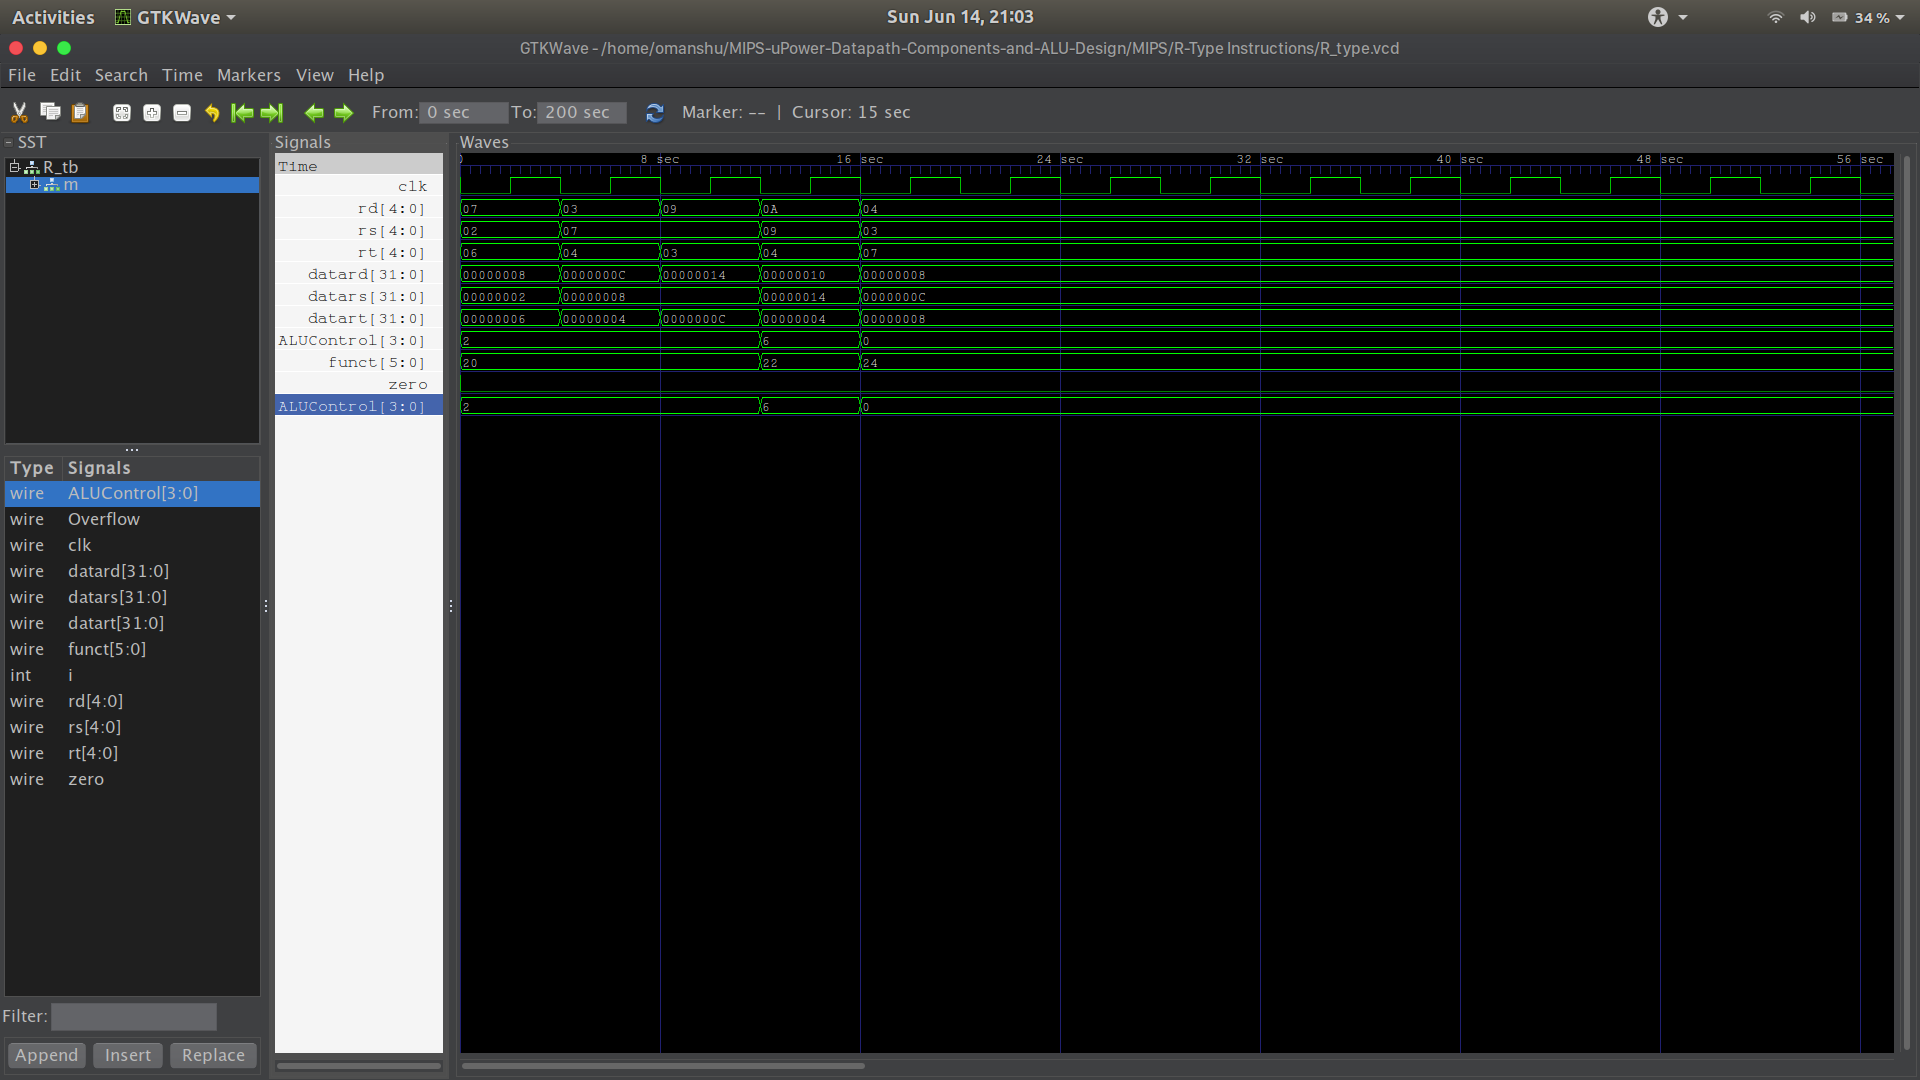 Activities GTKWave Sun Jun 14, 21:03 34 %
GTKWave - /home/omanshu/MIPS-uPower-Datapath-Components-and-ALU-Design/MIPS/R-Type Instructions/R_type.vcd
File Edit Search Time Markers View Help
From: 0 sec To: 200 sec Marker: -- | Cursor: 15 sec
SST
R_tb
m
Type Signals
wire ALUControl[3:0]
wire Overflow
wire clk
wire datard[31:0]
wire datars[31:0]
wire datart[31:0]
wire funct[5:0]
int i
wire rd[4:0]
wire rs[4:0]
wire rt[4:0]
wire zero
Filter:
Append Insert Replace
Signals
Time
clk
rd[4:0]
rs[4:0]
rt[4:0]
datard[31:0]
datars[31:0]
datart[31:0]
ALUControl[3:0]
funct[5:0]
zero
ALUControl[3:0]
Waves
0 8 sec 16 sec 24 sec 32 sec 40 sec 48 sec 56 sec
07 03 09 0A 04
02 07 09 03
06 04 03 04 07
00000008 0000000C 00000014 00000010 00000008
00000002 00000008 00000014 0000000C
00000006 00000004 0000000C 00000004 00000008
2 6 0
20 22 24
2 6 0